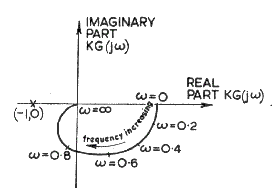 IMAGINARY
PART
KG(jω)
REAL
PART KG(jω)
ω=0
ω=∞
(-1,0)
frequency increasing
ω=0.2
ω=0.4
ω=0.6
ω=0.8